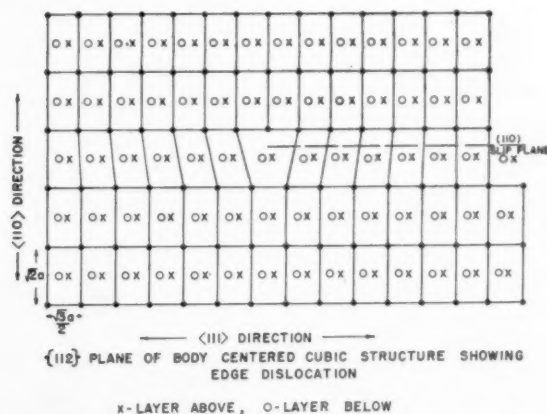 (110)
SLIP PLANE
<110> DIRECTION
√2a
√3a
2
<111> DIRECTION
{112} PLANE OF BODY CENTERED CUBIC STRUCTURE SHOWING
EDGE DISLOCATION
x-LAYER ABOVE, O-LAYER BELOW